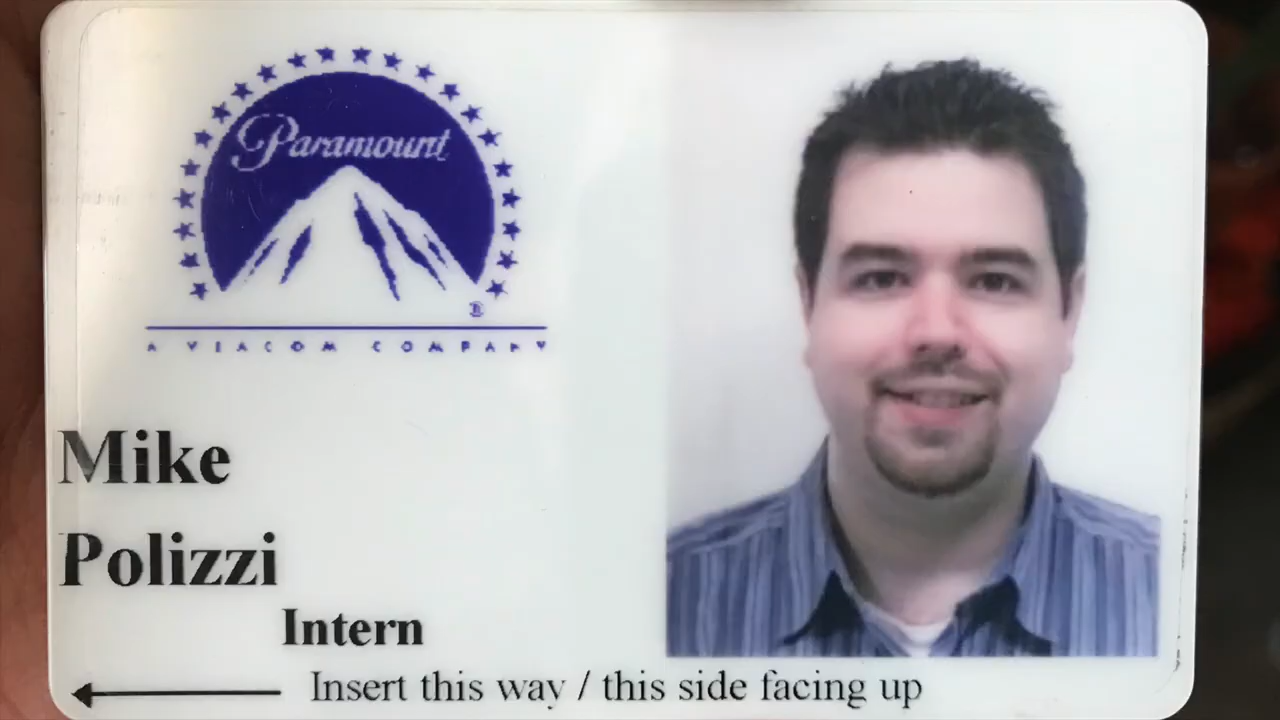 Paramount
®
A VIACOM COMPANY
Mike
Polizzi
Intern
Insert this way / this side facing up